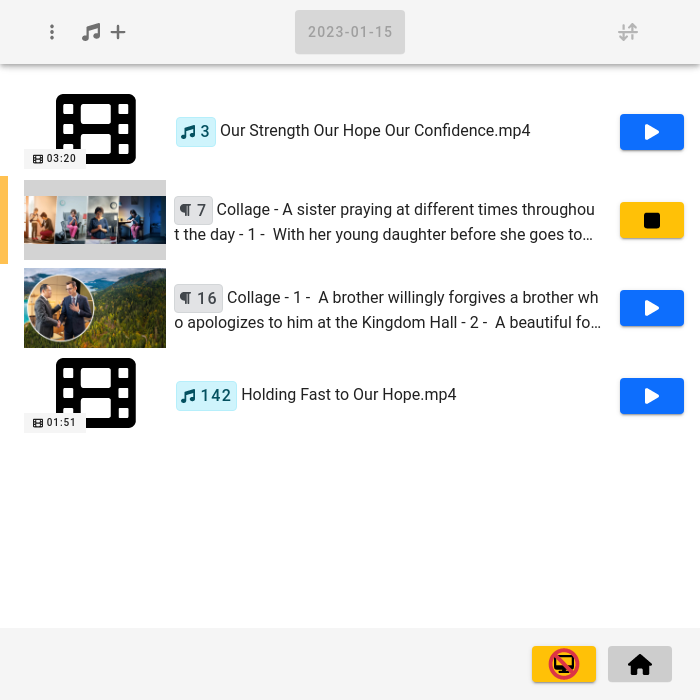 2023-01-15
3 Our Strength Our Hope Our Confidence.mp4
03:20
¶ 7 Collage - A sister praying at different times throughou
t the day - 1 - With her young daughter before she goes to…
¶ 16 Collage - 1 - A brother willingly forgives a brother wh
o apologizes to him at the Kingdom Hall - 2 - A beautiful fo…
142 Holding Fast to Our Hope.mp4
01:51